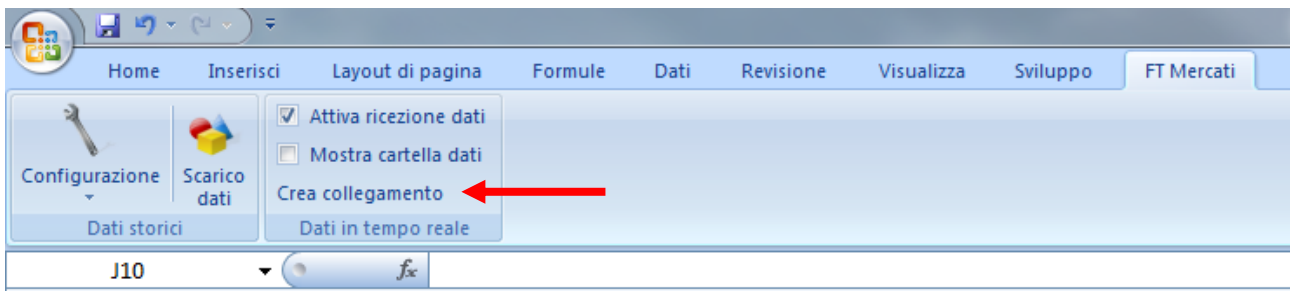 Home Inserisci Layout di pagina Formule Dati Revisione Visualizza Sviluppo FT Mercati
Attiva ricezione dati
Mostra cartella dati
Configurazione
Scarico
dati
Crea collegamento
Dati storici
Dati in tempo reale
J10
fx